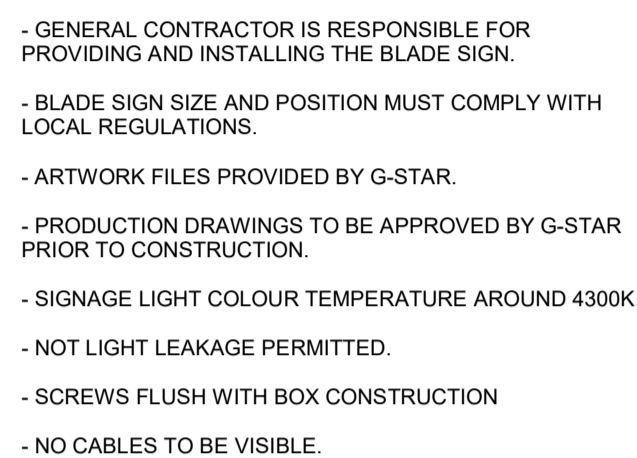 - GENERAL CONTRACTOR IS RESPONSIBLE FOR
PROVIDING AND INSTALLING THE BLADE SIGN.
- BLADE SIGN SIZE AND POSITION MUST COMPLY WITH
LOCAL REGULATIONS.
- ARTWORK FILES PROVIDED BY G-STAR.
- PRODUCTION DRAWINGS TO BE APPROVED BY G-STAR
PRIOR TO CONSTRUCTION.
- SIGNAGE LIGHT COLOUR TEMPERATURE AROUND 4300K
- NOT LIGHT LEAKAGE PERMITTED.
- SCREWS FLUSH WITH BOX CONSTRUCTION
- NO CABLES TO BE VISIBLE.